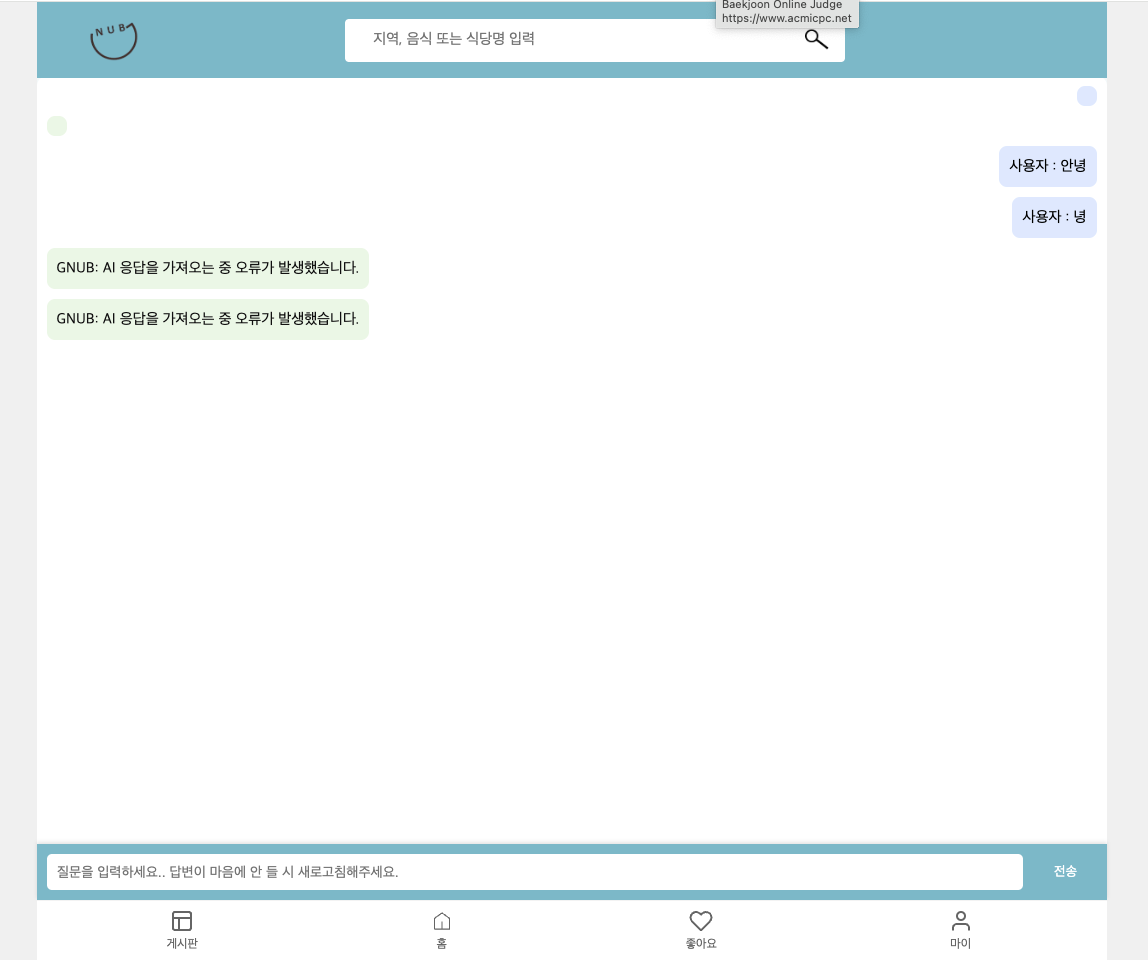 Baekjoon Online Judge
https://www.acmicpc.net
NUB
지역, 음식 또는 식당명 입력
사용자 : 안녕
사용자 : 녕
GNUB: AI 응답을 가져오는 중 오류가 발생했습니다.
GNUB: AI 응답을 가져오는 중 오류가 발생했습니다.
질문을 입력하세요.. 답변이 마음에 안 들 시 새로고침해주세요.
전송
게시판
홈
좋아요
마이